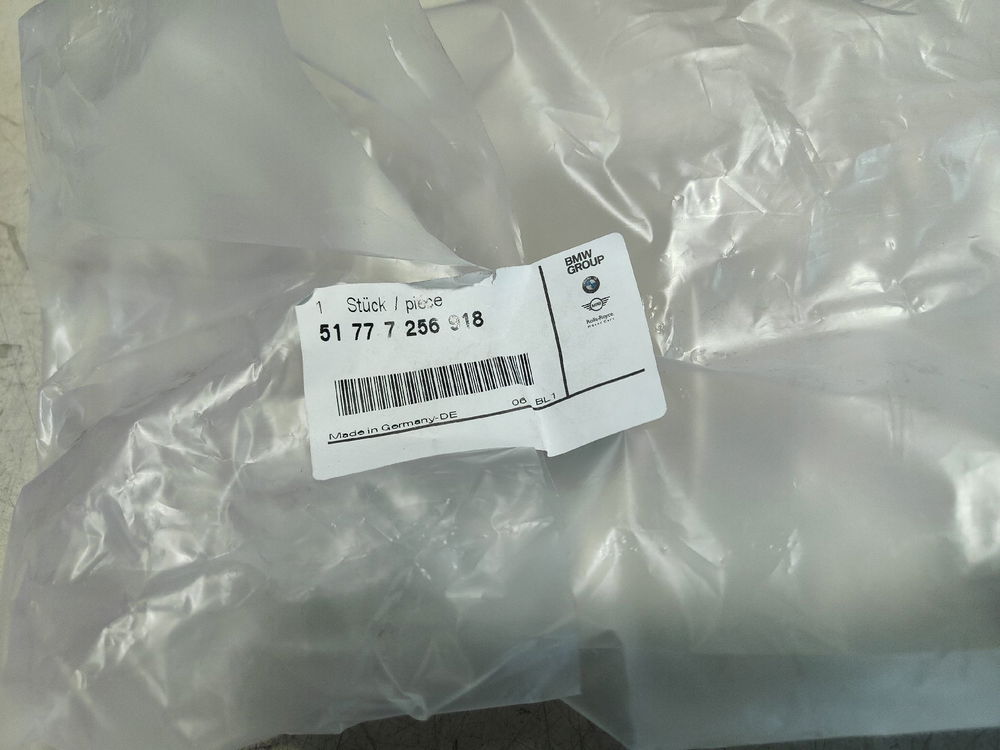 1 Stück / piece
51 77 7 256 918
Made in Germany-DE 06 BL1
BMW
GROUP
MINI
Rolls-Royce
Motor Cars